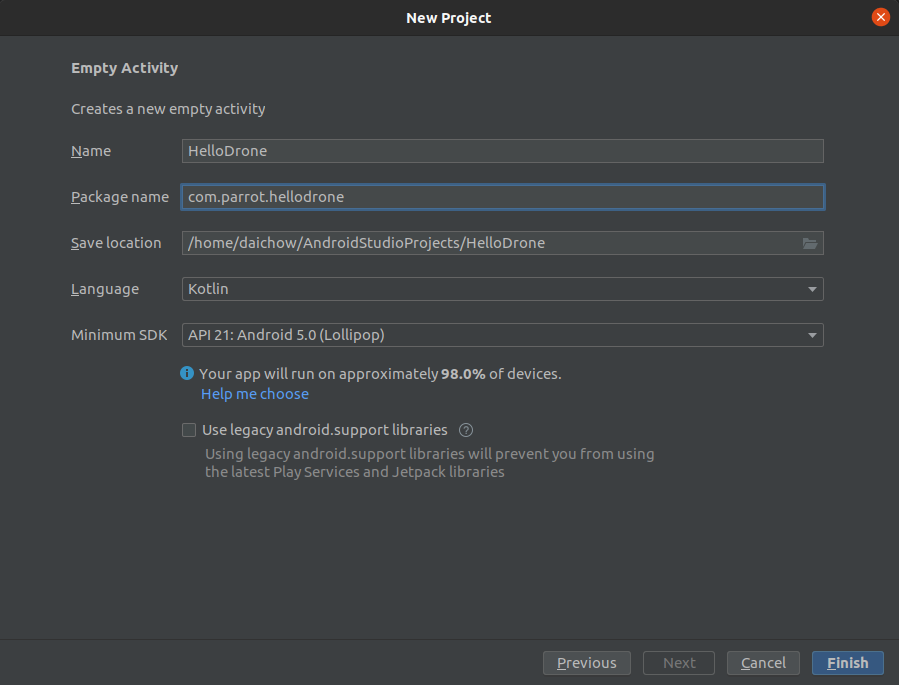 New Project
Empty Activity
Creates a new empty activity
Name HelloDrone
Package name com.parrot.hellodrone
Save location /home/daichow/AndroidStudioProjects/HelloDrone
Language Kotlin
Minimum SDK API 21: Android 5.0 (Lollipop)
i Your app will run on approximately 98.0% of devices.
Help me choose
Use legacy android.support libraries ?
Using legacy android.support libraries will prevent you from using
the latest Play Services and Jetpack libraries
Previous Next Cancel Finish